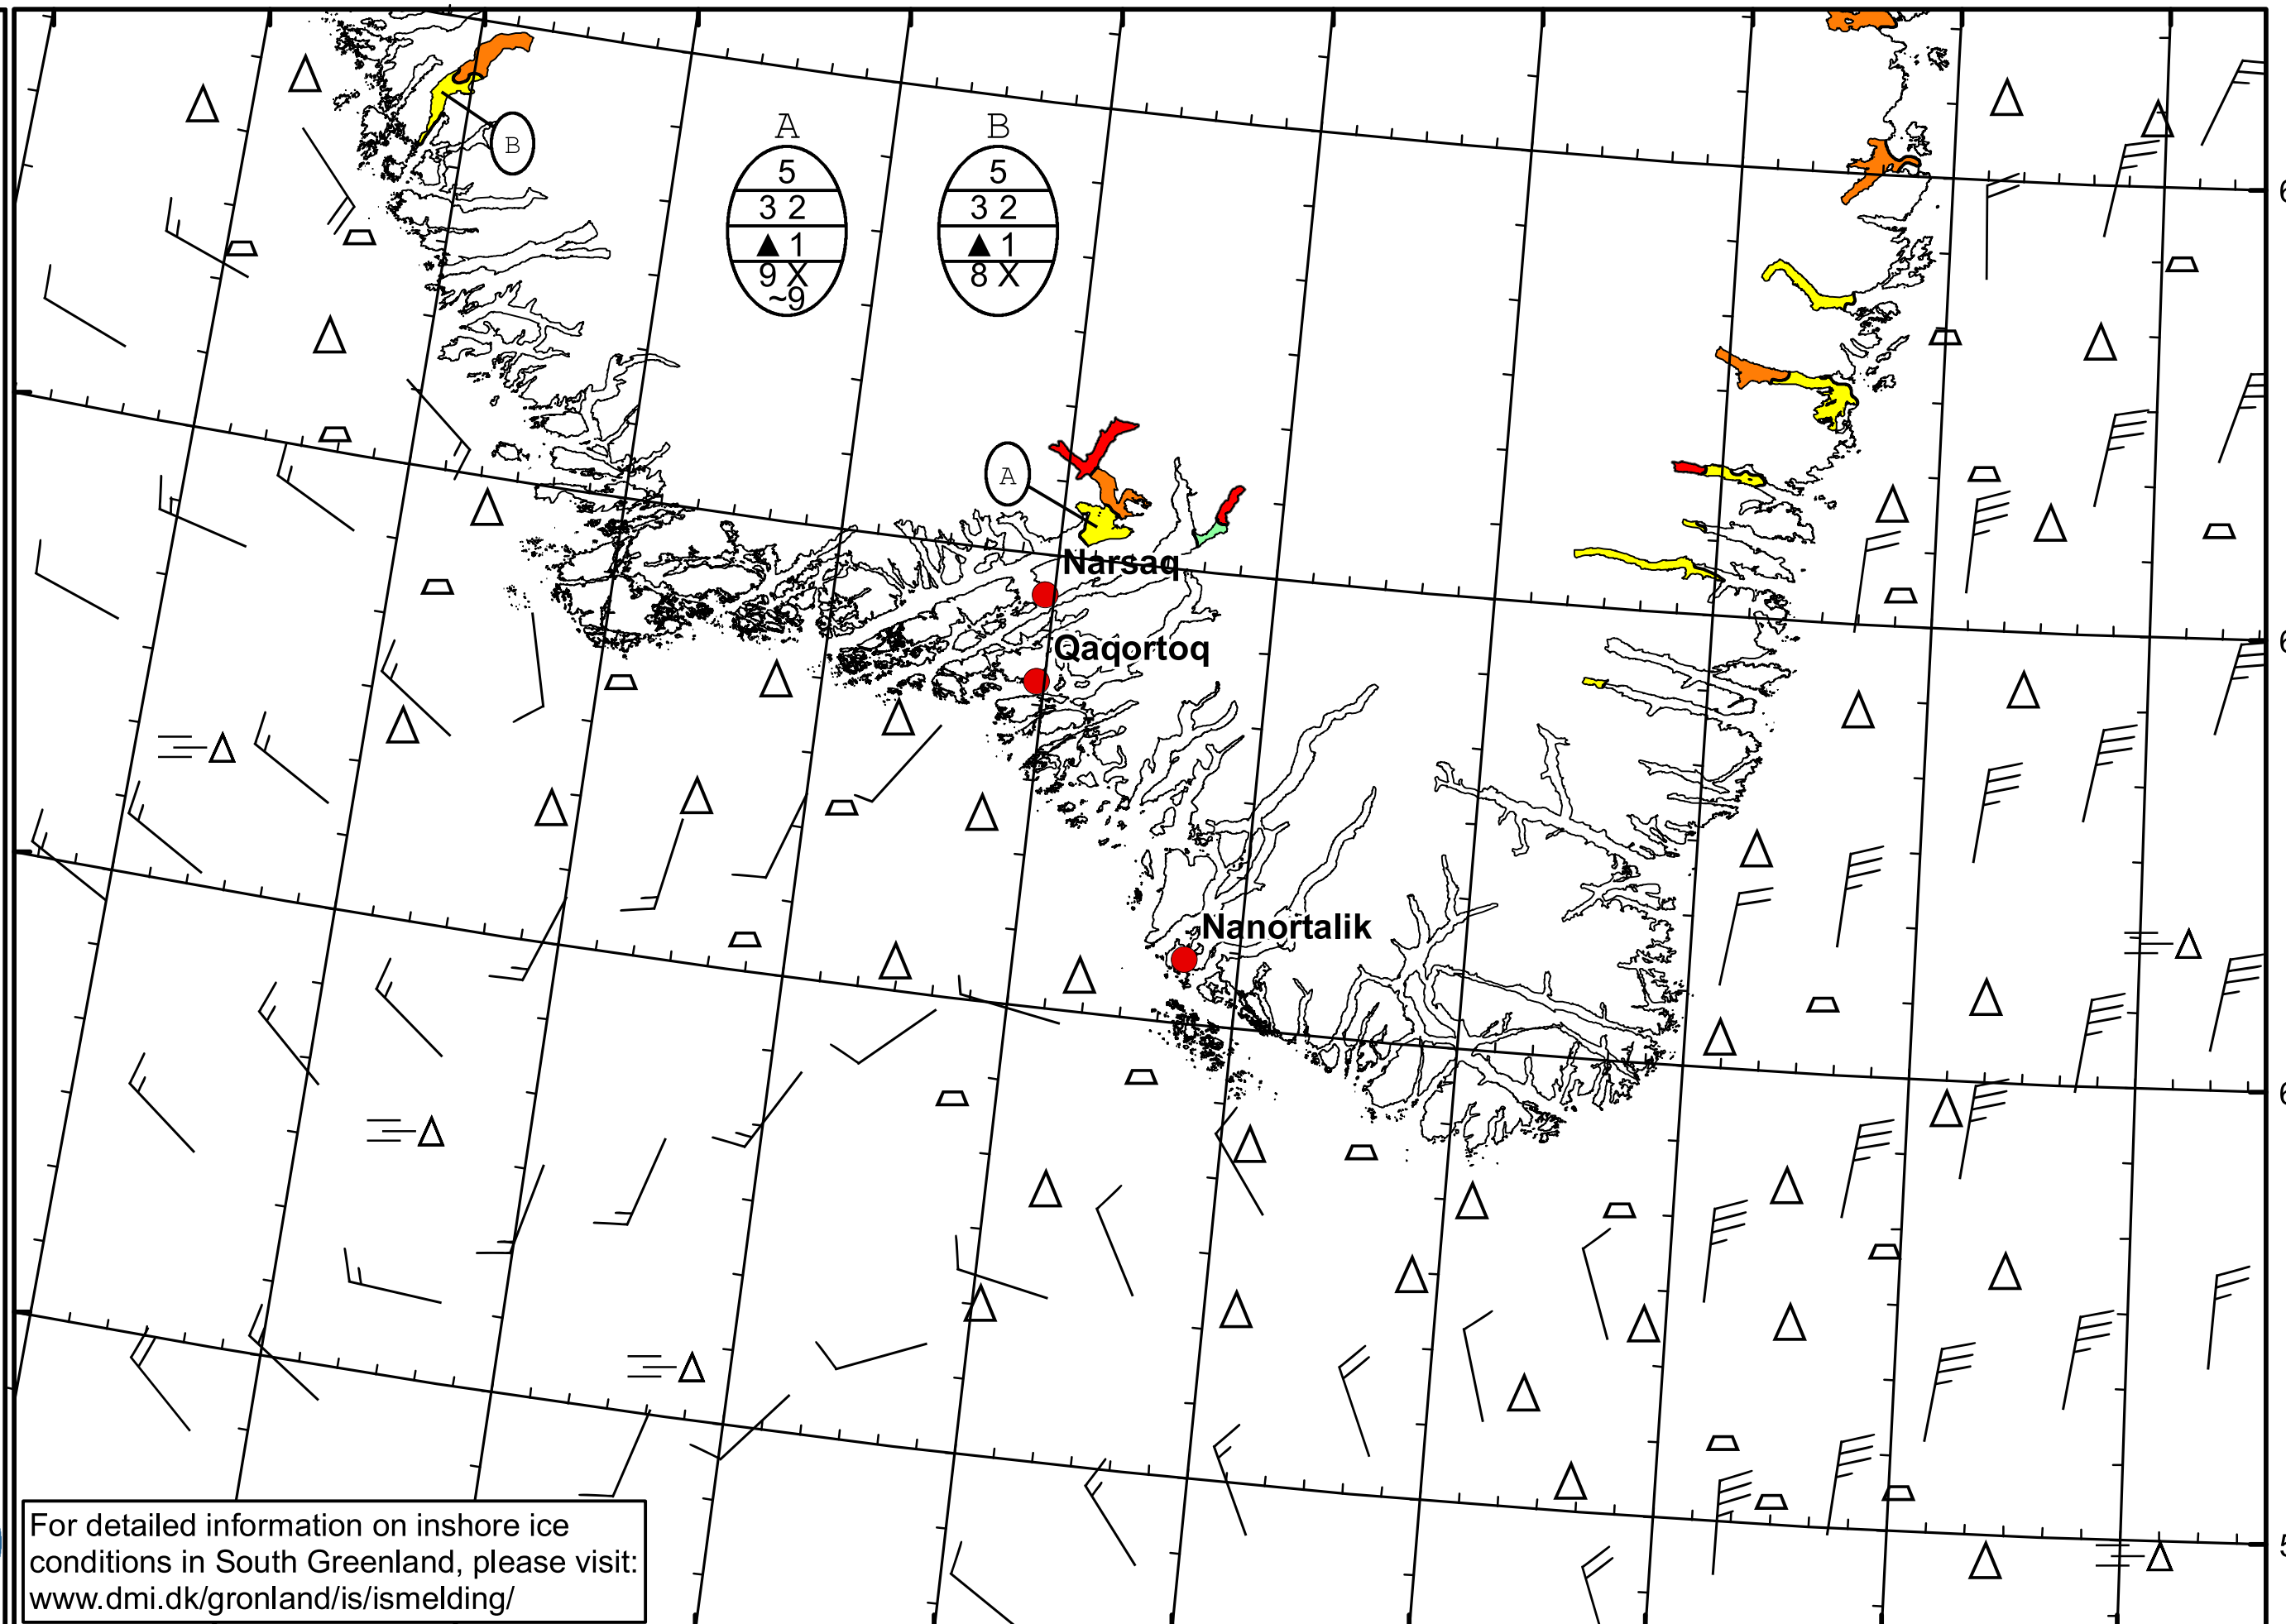 A
B
5
5
3 2
3 2
▲ 1
▲ 1
9 X
8 X
~9
B
A
Narsaq
Qaqortoq
Nanortalik
For detailed information on inshore ice
conditions in South Greenland, please visit:
www.dmi.dk/gronland/is/ismelding/